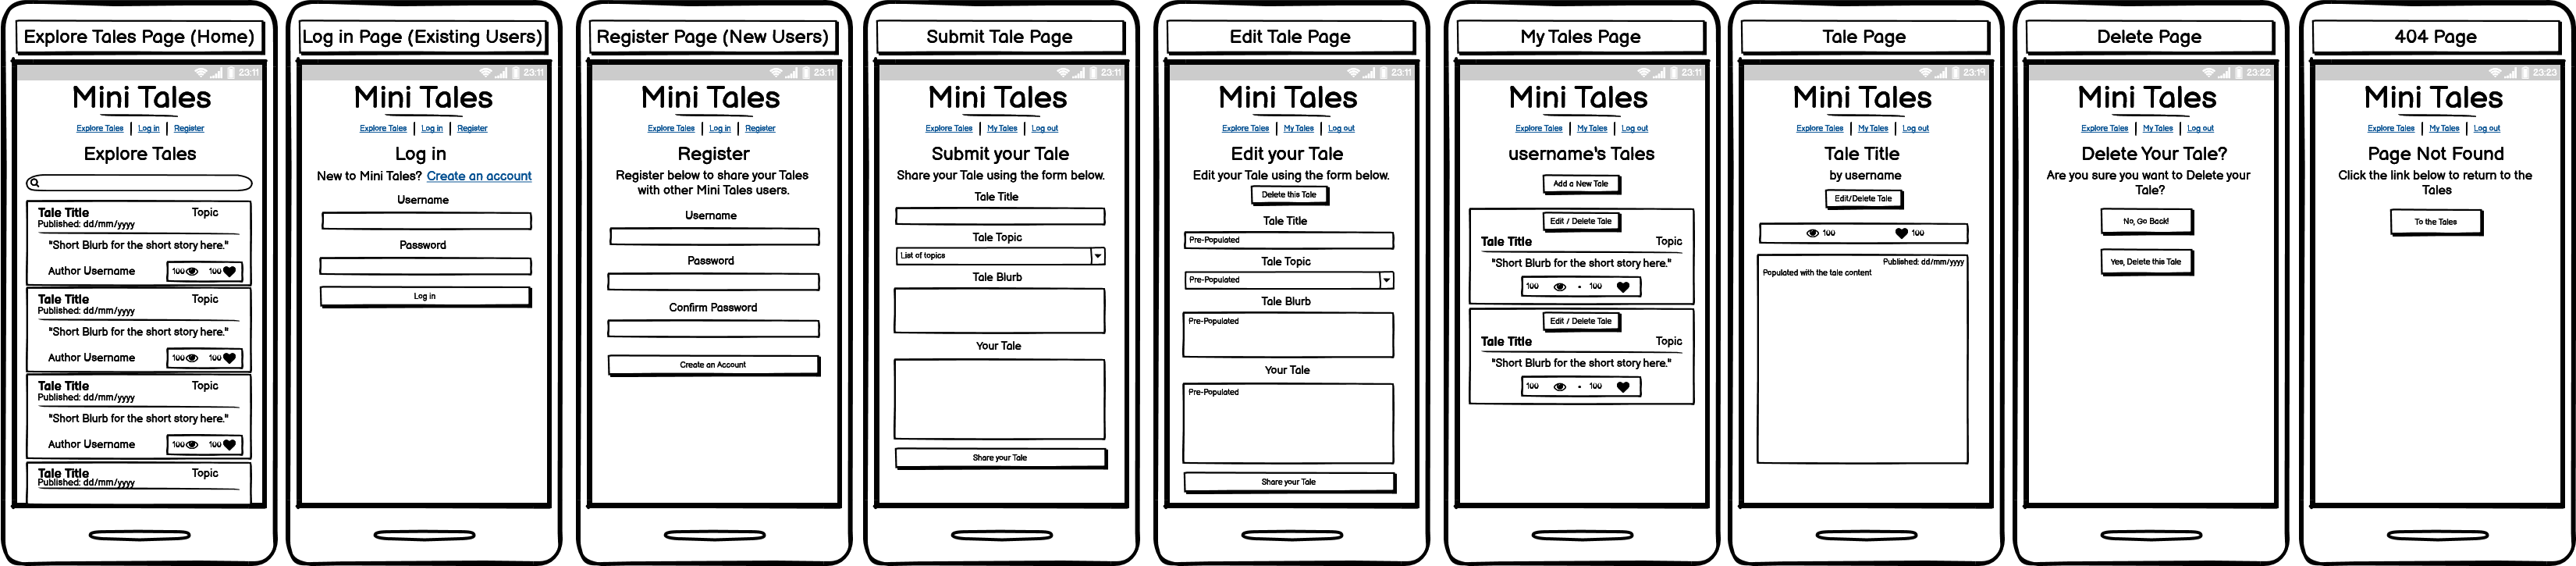 Explore Tales Page (Home)
23:11
Mini Tales
Explore Tales | Log in | Register
Explore Tales
Tale Title Topic
Published: dd/mm/yyyy
"Short Blurb for the short story here."
Author Username 100 100
Tale Title Topic
Published: dd/mm/yyyy
"Short Blurb for the short story here."
Author Username 100 100
Tale Title Topic
Published: dd/mm/yyyy
"Short Blurb for the short story here."
Author Username 100 100
Tale Title Topic
Published: dd/mm/yyyy
Log in Page (Existing Users)
23:11
Mini Tales
Explore Tales | Log in | Register
Log in
New to Mini Tales? Create an account
Username
Password
Log in
Register Page (New Users)
23:11
Mini Tales
Explore Tales | Log in | Register
Register
Register below to share your Tales
with other Mini Tales users.
Username
Password
Confirm Password
Create an Account
Submit Tale Page
23:11
Mini Tales
Explore Tales | My Tales | Log out
Submit your Tale
Share your Tale using the form below.
Tale Title
Tale Topic
List of topics
Tale Blurb
Your Tale
Share your Tale
Edit Tale Page
23:11
Mini Tales
Explore Tales | My Tales | Log out
Edit your Tale
Edit your Tale using the form below.
Delete this Tale
Tale Title
Pre-Populated
Tale Topic
Pre-Populated
Tale Blurb
Pre-Populated
Your Tale
Pre-Populated
Share your Tale
My Tales Page
23:11
Mini Tales
Explore Tales | My Tales | Log out
username's Tales
Add a New Tale
Edit / Delete Tale
Tale Title Topic
"Short Blurb for the short story here."
100 - 100
Edit / Delete Tale
Tale Title Topic
"Short Blurb for the short story here."
100 - 100
Tale Page
23:19
Mini Tales
Explore Tales | My Tales | Log out
Tale Title
by username
Edit/Delete Tale
100 100
Published: dd/mm/yyyy
Populated with the tale content
Delete Page
23:22
Mini Tales
Explore Tales | My Tales | Log out
Delete Your Tale?
Are you sure you want to Delete your
Tale?
No, Go Back!
Yes, Delete this Tale
404 Page
23:23
Mini Tales
Explore Tales | My Tales | Log out
Page Not Found
Click the link below to return to the
Tales
To the Tales